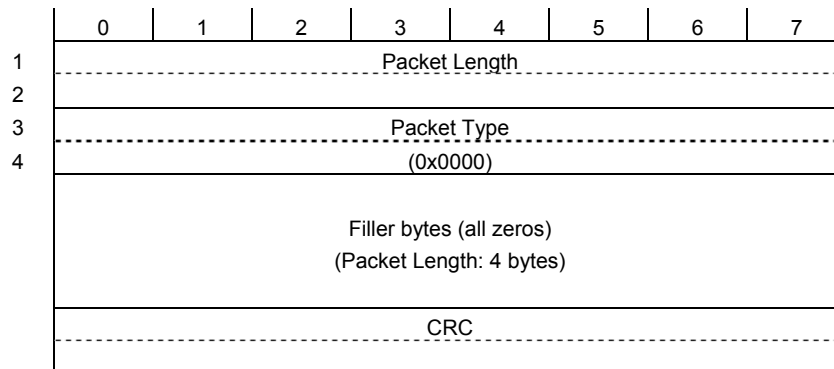 0 1 2 3 4 5 6 7
1 Packet Length
2
3 Packet Type
4 (0x0000)
Filler bytes (all zeros)
(Packet Length: 4 bytes)
CRC